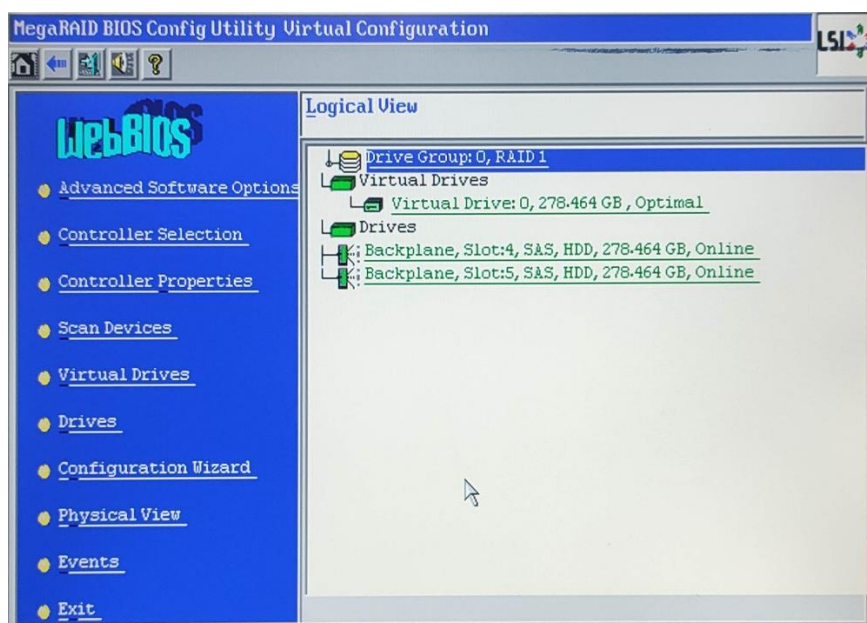 MegaRAID BIOS Config Utility Virtual Configuration
LSI
WebBIOS
Advanced Software Options
Controller Selection
Controller Properties
Scan Devices
Virtual Drives
Drives
Configuration Wizard
Physical View
Events
Exit
Logical View
Drive Group: 0, RAID 1
Virtual Drives
Virtual Drive: 0, 278.464 GB, Optimal
Drives
Backplane, Slot:4, SAS, HDD, 278.464 GB, Online
Backplane, Slot:5, SAS, HDD, 278.464 GB, Online